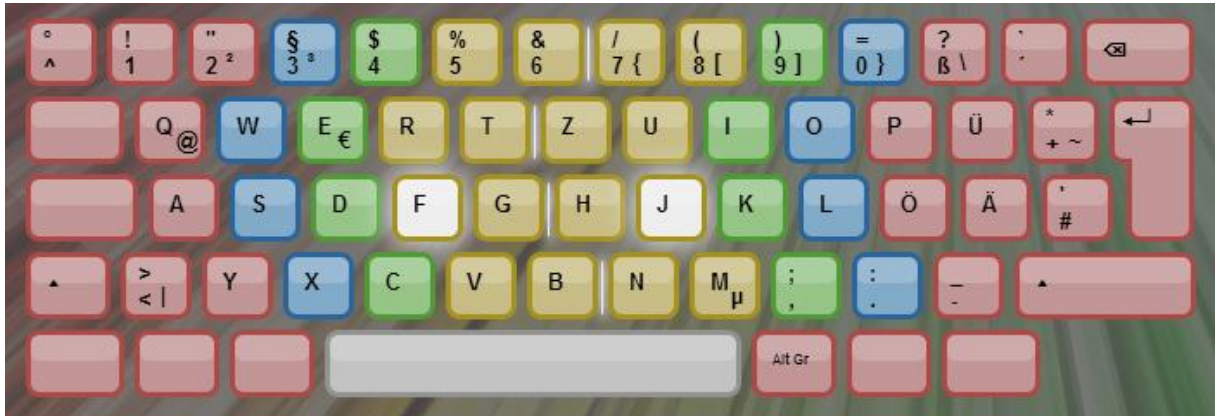 ° ! " § $ % & / ( ) = ? `
^ 1 2 ² 3 ³ 4 5 6 7 { 8 [ 9 ] 0 } ß \ ´ ⌫
Q @ W E € R T Z U I O P Ü * + ~ ↵
A S D F G H J K L Ö Ä ' #
▲ > < | Y X C V B N M µ ; , : . _ - ▲
Alt Gr